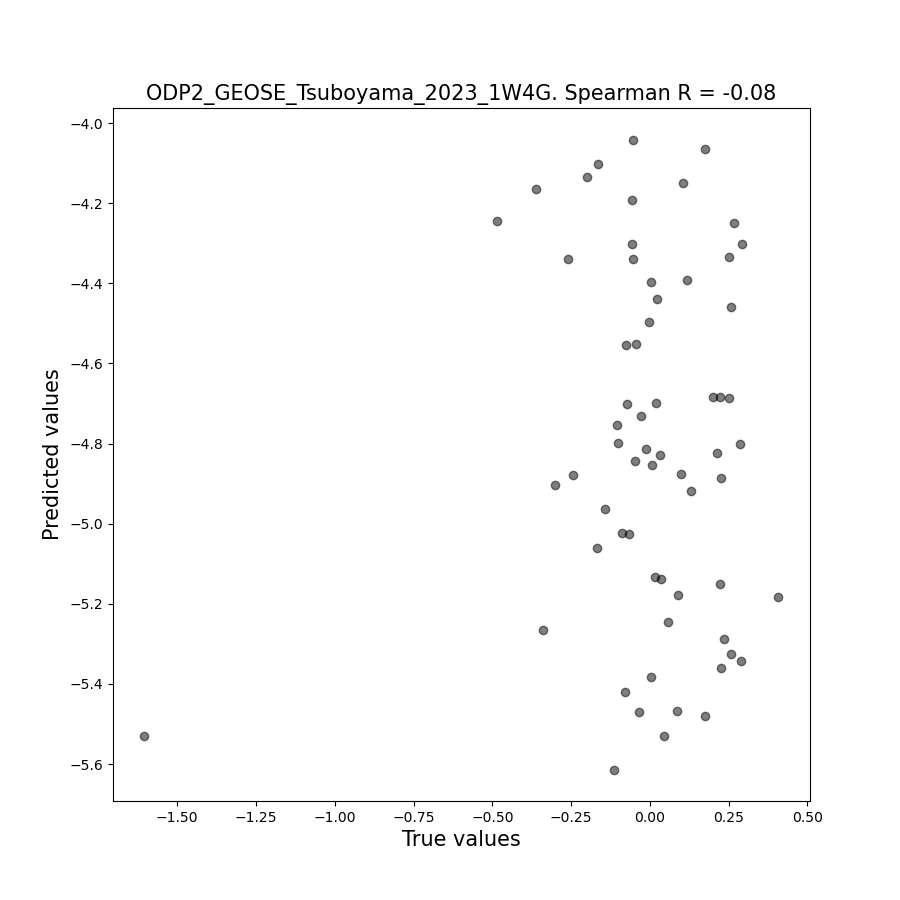 ODP2_GEOSE_Tsuboyama_2023_1W4G. Spearman R = -0.08
−4.0
−4.2
−4.4
−4.6
−4.8
−5.0
−5.2
−5.4
−5.6
Predicted values
−1.50 −1.25 −1.00 −0.75 −0.50 −0.25 0.00 0.25 0.50
True values